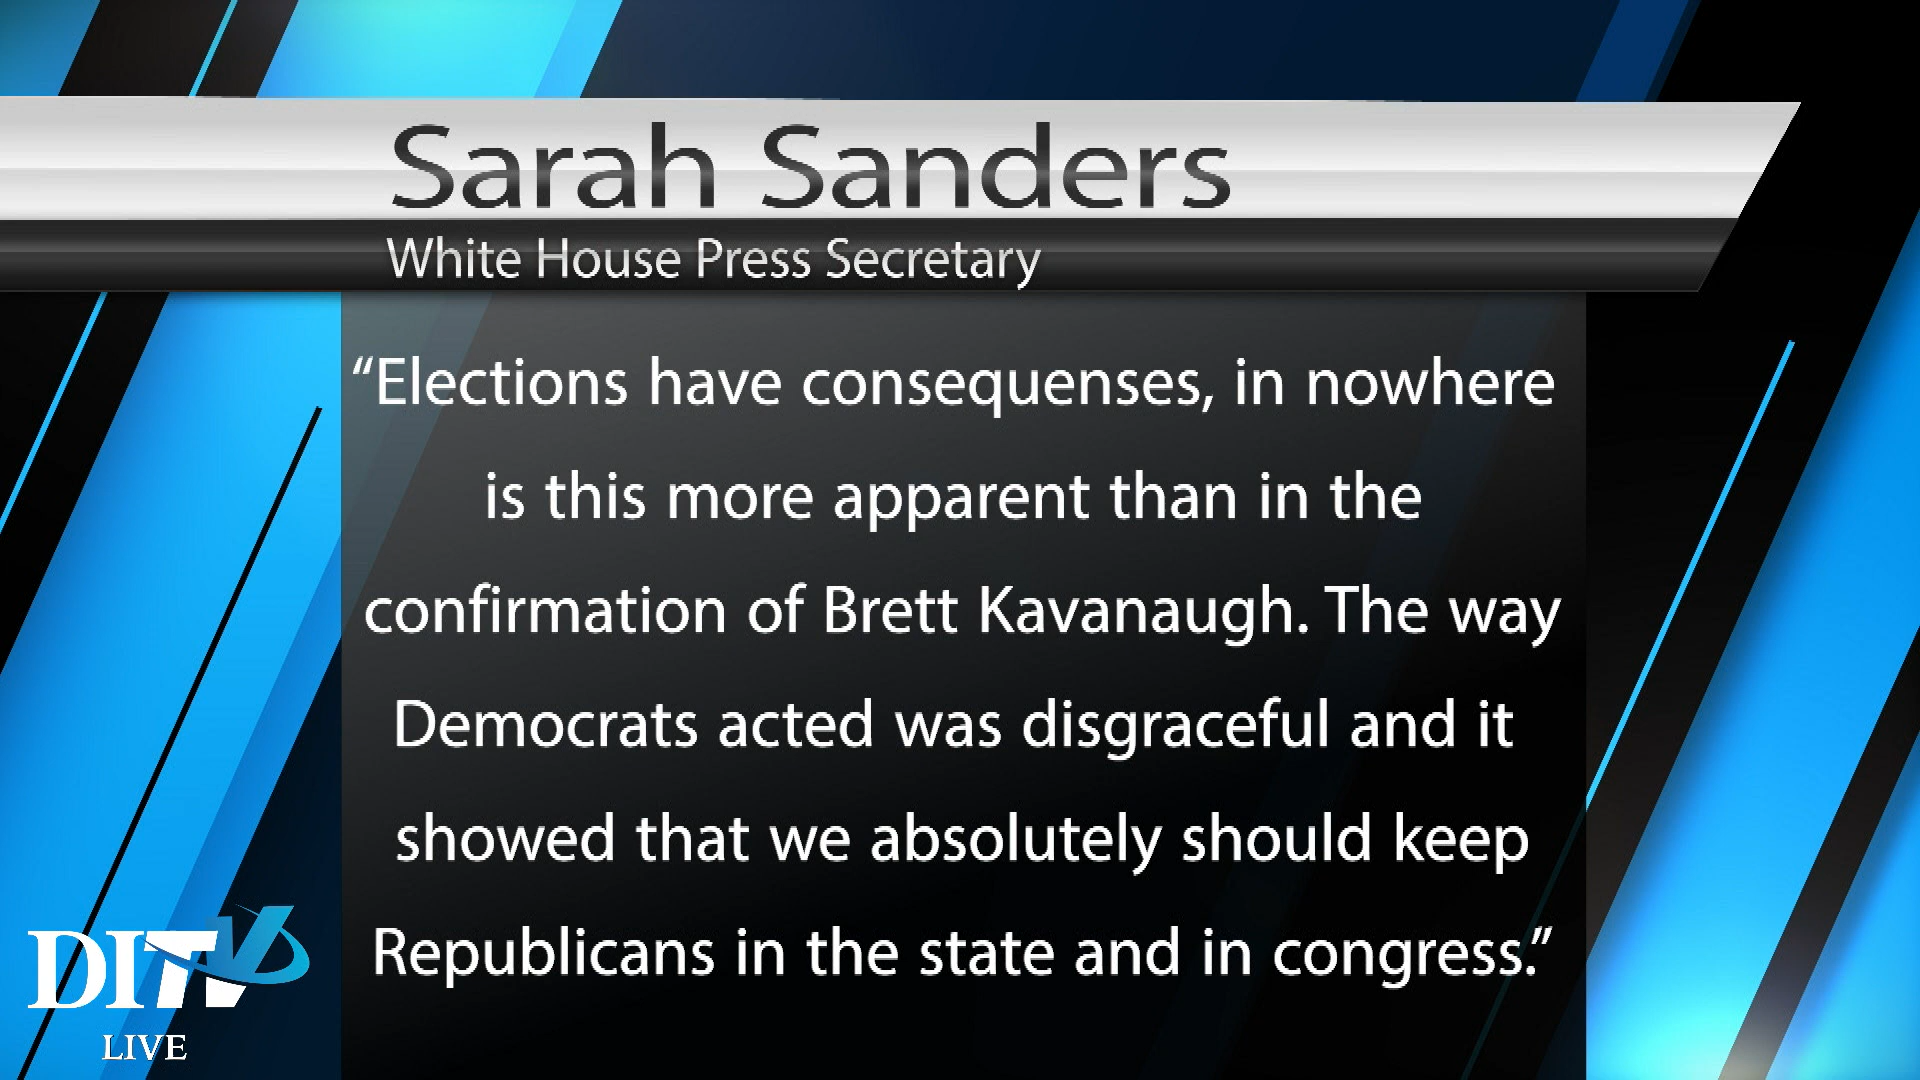 Sarah Sanders
White House Press Secretary
“Elections have consequenses, in nowhere
is this more apparent than in the
confirmation of Brett Kavanaugh. The way
Democrats acted was disgraceful and it
showed that we absolutely should keep
Republicans in the state and in congress.”
DITV
LIVE